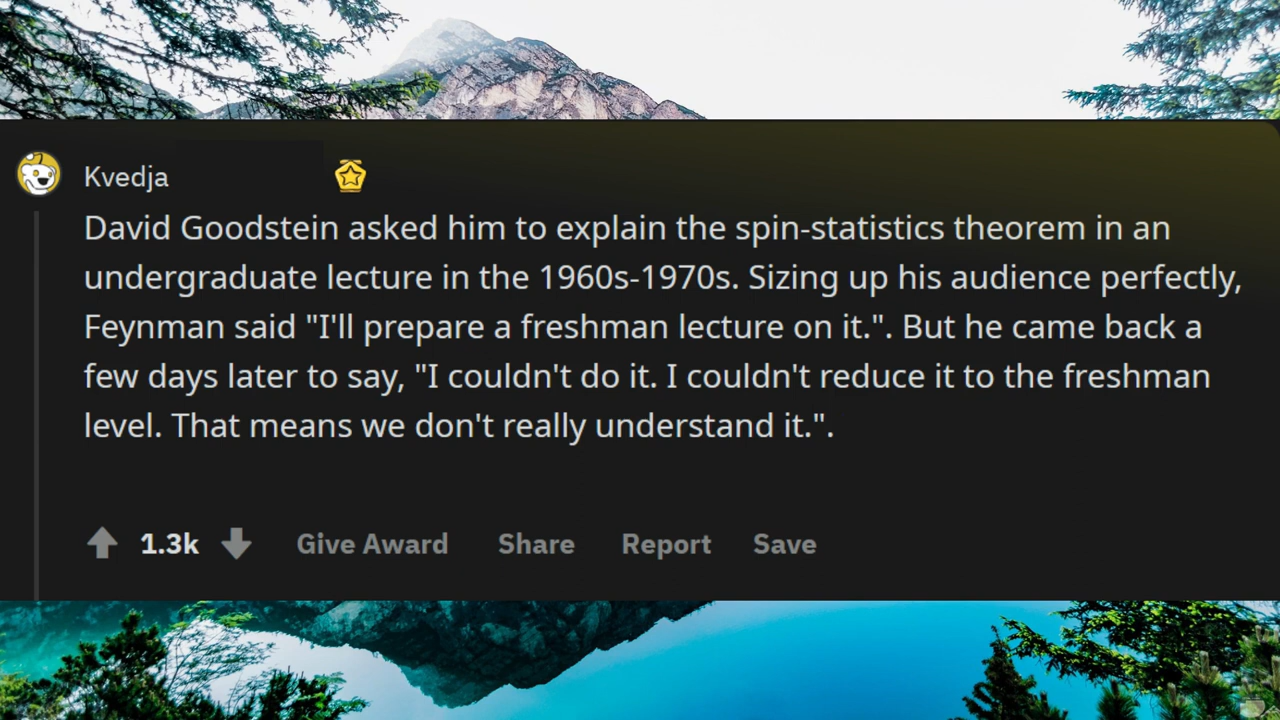 Kvedja
David Goodstein asked him to explain the spin-statistics theorem in an
undergraduate lecture in the 1960s-1970s. Sizing up his audience perfectly,
Feynman said "I'll prepare a freshman lecture on it.". But he came back a
few days later to say, "I couldn't do it. I couldn't reduce it to the freshman
level. That means we don't really understand it.".
1.3k Give Award Share Report Save